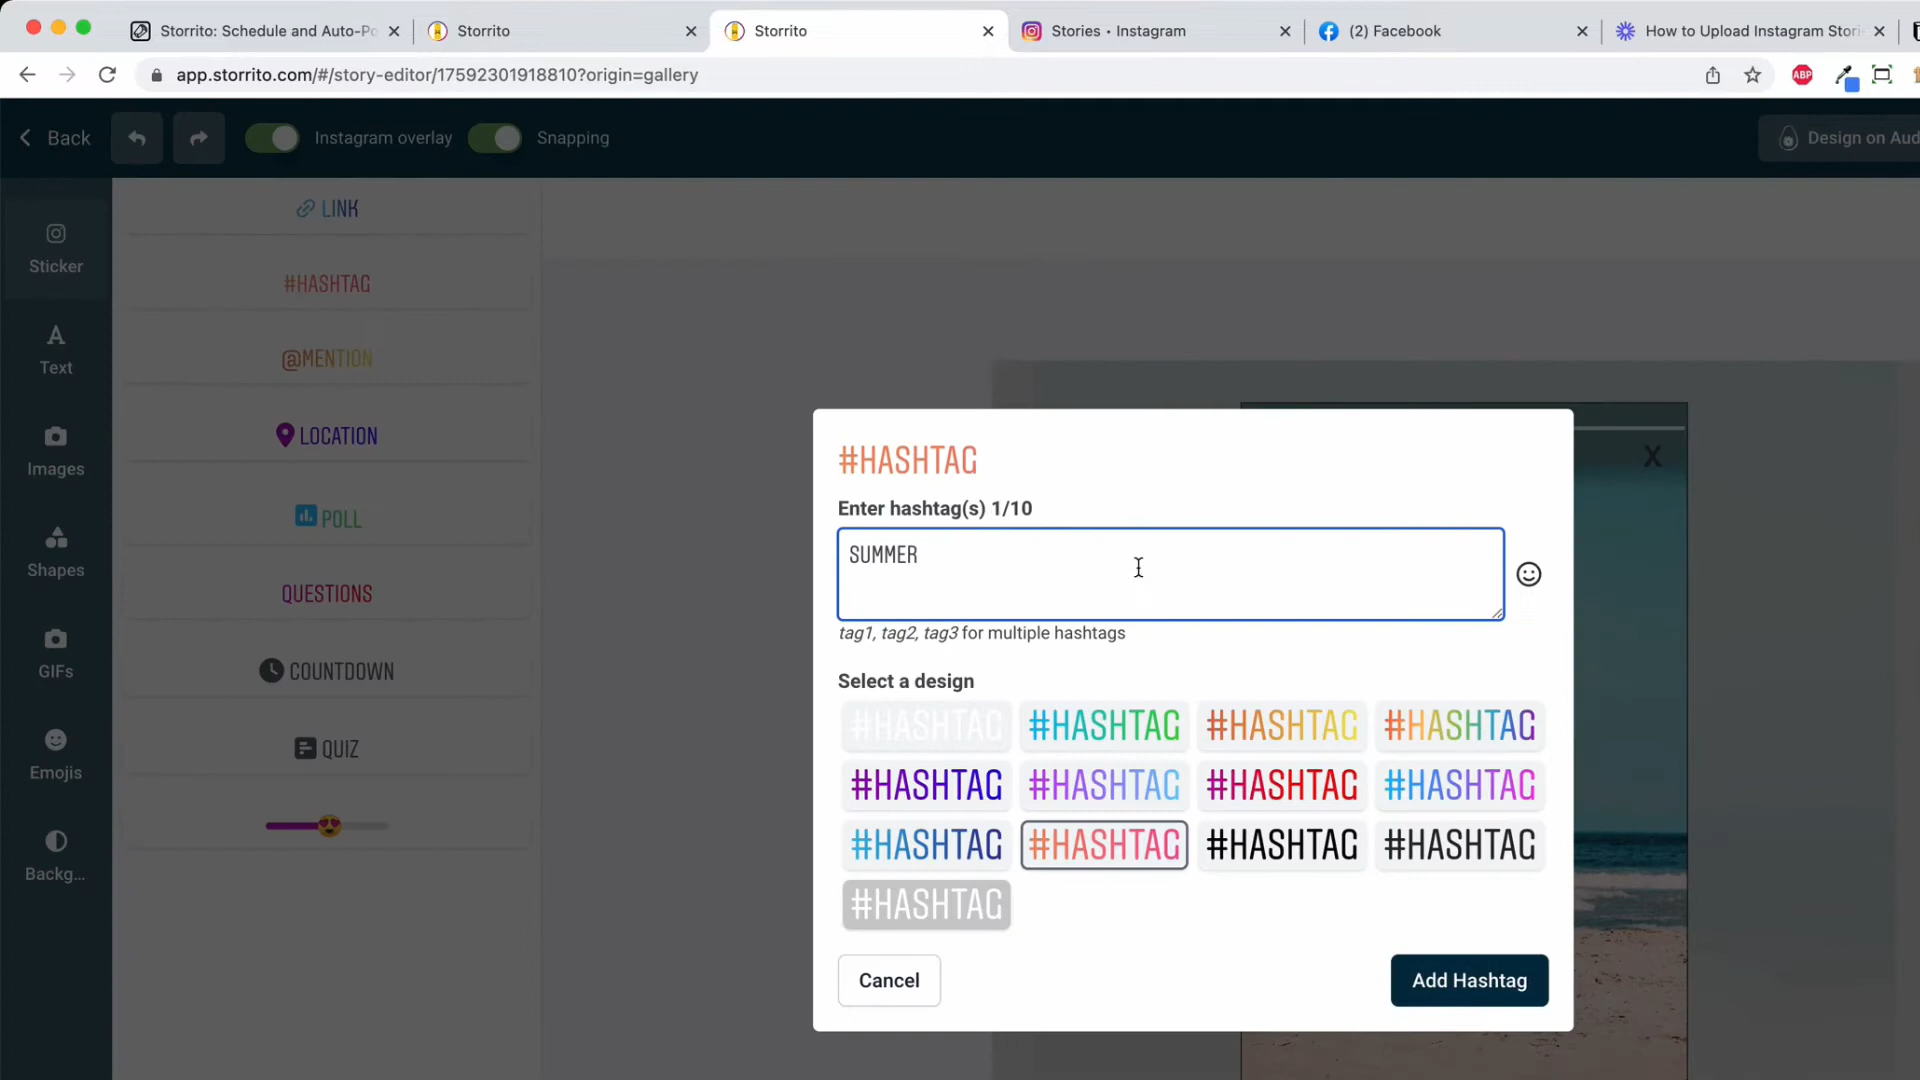 Storrito: Schedule and Auto-Po
Storrito
Storrito
Stories • Instagram
(2) Facebook
How to Upload Instagram Stori
app.storrito.com/#/story-editor/17592301918810?origin=gallery
ABP
Back
Instagram overlay
Snapping
Design on Aud
Sticker
Text
Images
Shapes
GIFs
Emojis
Backg...
LINK
#HASHTAG
@MENTION
LOCATION
POLL
QUESTIONS
COUNTDOWN
QUIZ
X
#HASHTAG
Enter hashtag(s) 1/10
SUMMER
tag1, tag2, tag3 for multiple hashtags
Select a design
#HASHTAG #HASHTAG #HASHTAG #HASHTAG
#HASHTAG #HASHTAG #HASHTAG #HASHTAG
#HASHTAG #HASHTAG #HASHTAG #HASHTAG
#HASHTAG
Cancel
Add Hashtag